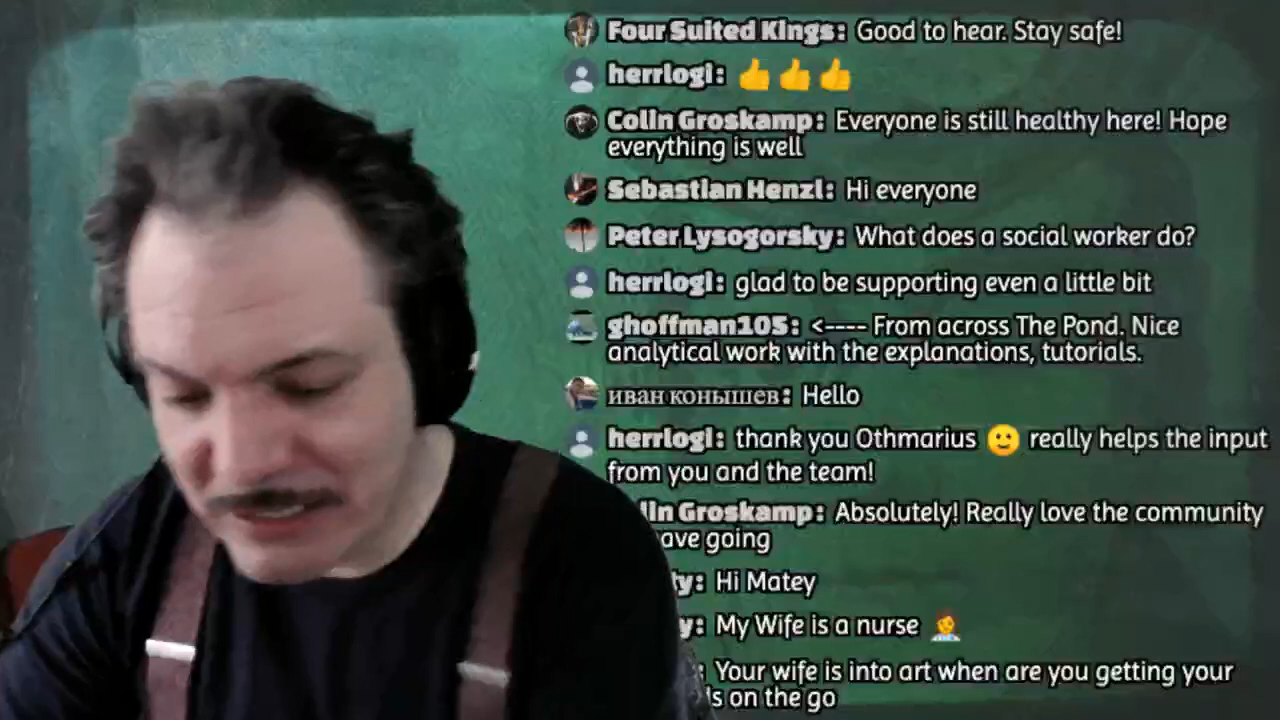 Four Suited Kings: Good to hear. Stay safe!
herrlogi: 👍👍👍
Colin Groskamp: Everyone is still healthy here! Hope
everything is well
Sebastian Henzl: Hi everyone
Peter Lysogorsky: What does a social worker do?
herrlogi: glad to be supporting even a little bit
ghoffman105: <---- From across The Pond. Nice
analytical work with the explanations, tutorials.
иван конышев: Hello
herrlogi: thank you Othmarius 🙂 really helps the input
from you and the team!
Groskamp: Absolutely! Really love the community
going
Hi Matey
My Wife is a nurse 👩‍⚕️
Your wife is into art when are you getting your
on the go